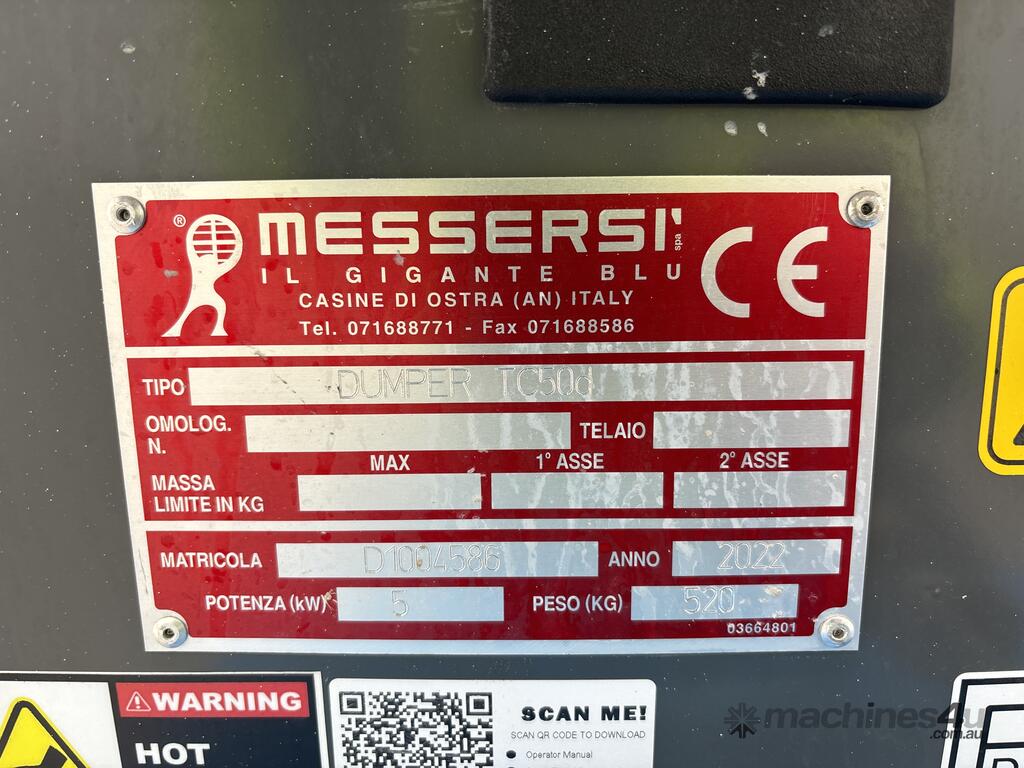 ®
MESSERSI' spa
IL GIGANTE BLU
CASINE DI OSTRA (AN) ITALY
Tel. 071688771 - Fax 071688586
CE
TIPO DUMPER TC50d
OMOLOG. N. TELAIO
MAX 1° ASSE 2° ASSE
MASSA LIMITE IN KG
MATRICOLA D1004586 ANNO 2022
POTENZA (kW) 5 PESO (KG) 520
03664801
WARNING
HOT
SCAN ME!
SCAN QR CODE TO DOWNLOAD
Operator Manual
machines4u
.com.au